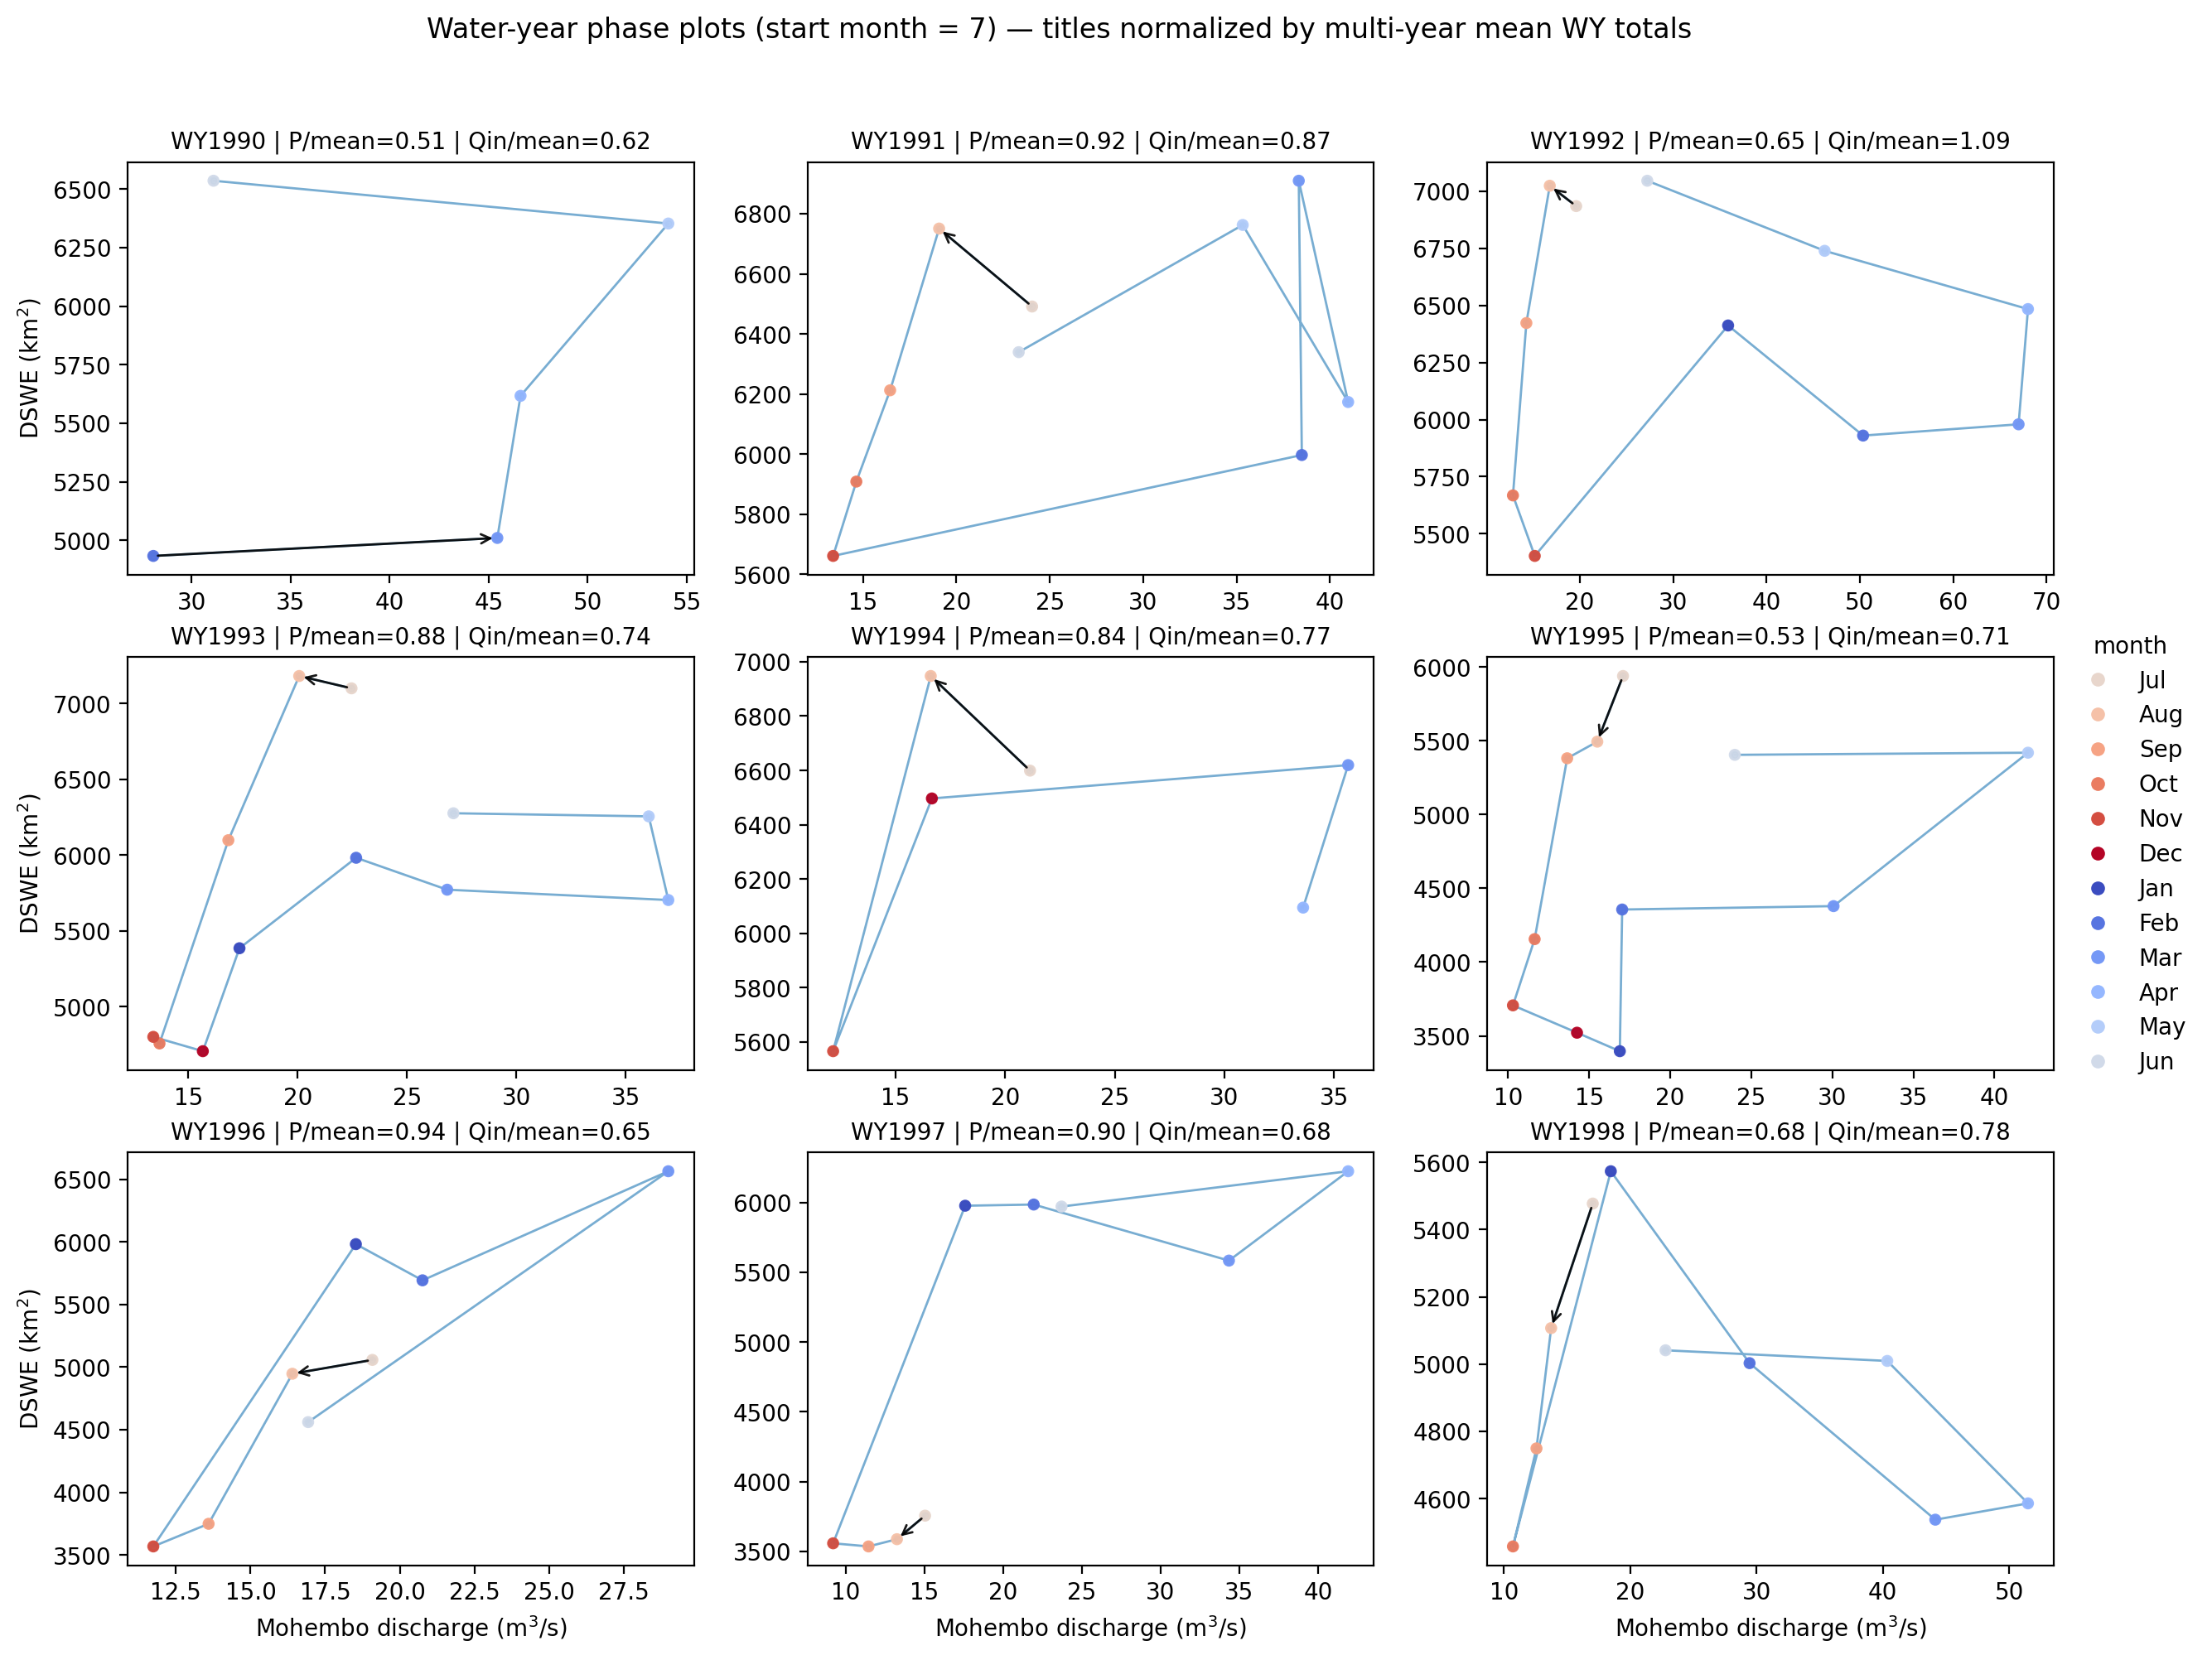 Water-year phase plots (start month = 7) — titles normalized by multi-year mean WY totals
WY1990 | P/mean=0.51 | Qin/mean=0.62
6500
6250
6000
5750
5500
5250
5000
DSWE (km²)
30 35 40 45 50 55
WY1991 | P/mean=0.92 | Qin/mean=0.87
6800
6600
6400
6200
6000
5800
5600
15 20 25 30 35 40
WY1992 | P/mean=0.65 | Qin/mean=1.09
7000
6750
6500
6250
6000
5750
5500
20 30 40 50 60 70
WY1993 | P/mean=0.88 | Qin/mean=0.74
7000
6500
6000
5500
5000
DSWE (km²)
15 20 25 30 35
WY1994 | P/mean=0.84 | Qin/mean=0.77
7000
6800
6600
6400
6200
6000
5800
5600
15 20 25 30 35
WY1995 | P/mean=0.53 | Qin/mean=0.71
6000
5500
5000
4500
4000
3500
10 15 20 25 30 35 40
month
Jul
Aug
Sep
Oct
Nov
Dec
Jan
Feb
Mar
Apr
May
Jun
WY1996 | P/mean=0.94 | Qin/mean=0.65
6500
6000
5500
5000
4500
4000
3500
DSWE (km²)
12.5 15.0 17.5 20.0 22.5 25.0 27.5
Mohembo discharge (m³/s)
WY1997 | P/mean=0.90 | Qin/mean=0.68
6000
5500
5000
4500
4000
3500
10 15 20 25 30 35 40
Mohembo discharge (m³/s)
WY1998 | P/mean=0.68 | Qin/mean=0.78
5600
5400
5200
5000
4800
4600
10 20 30 40 50
Mohembo discharge (m³/s)